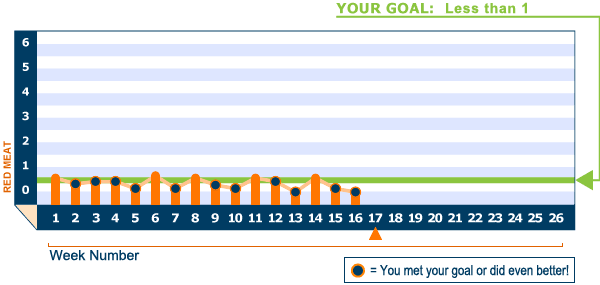 YOUR GOAL: Less than 1
6
5
4
3
2
1
0
RED MEAT
1 2 3 4 5 6 7 8 9 10 11 12 13 14 15 16 17 18 19 20 21 22 23 24 25 26
Week Number
= You met your goal or did even better!